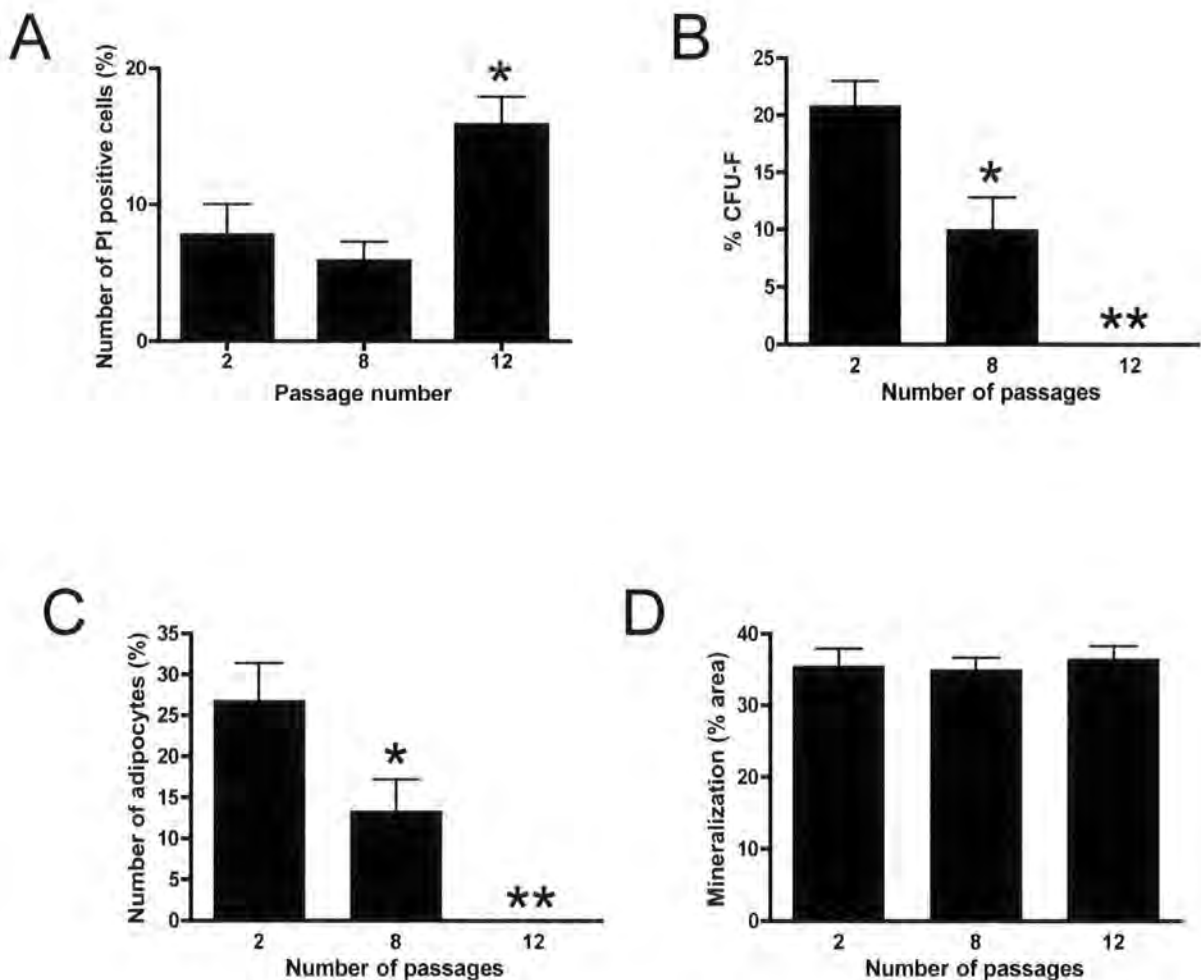 A
Number of PI positive cells (%)
20
10
0
*
2 8 12
Passage number
B
% CFU-F
25
20
15
10
5
0
*
**
2 8 12
Number of passages
C
Number of adipocytes (%)
35
30
25
20
15
10
5
0
*
**
2 8 12
Number of passages
D
Mineralization (% area)
40
30
20
10
0
2 8 12
Number of passages